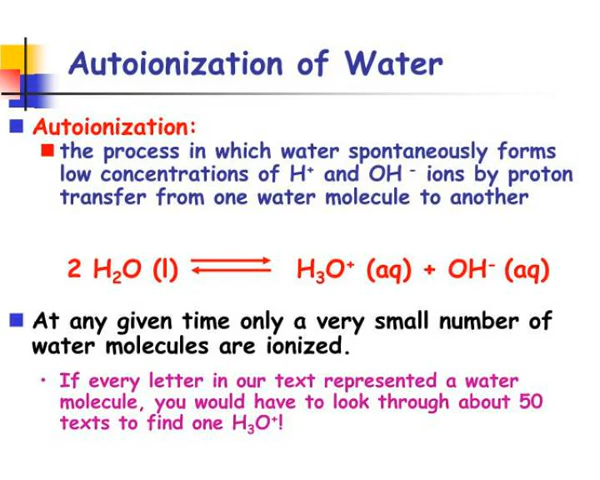 Autoionization of Water
Autoionization:
the process in which water spontaneously forms
low concentrations of H⁺ and OH ⁻ ions by proton
transfer from one water molecule to another
2 H₂O (l) ⇌ H₃O⁺ (aq) + OH⁻ (aq)
At any given time only a very small number of
water molecules are ionized.
• If every letter in our text represented a water
molecule, you would have to look through about 50
texts to find one H₃O⁺!